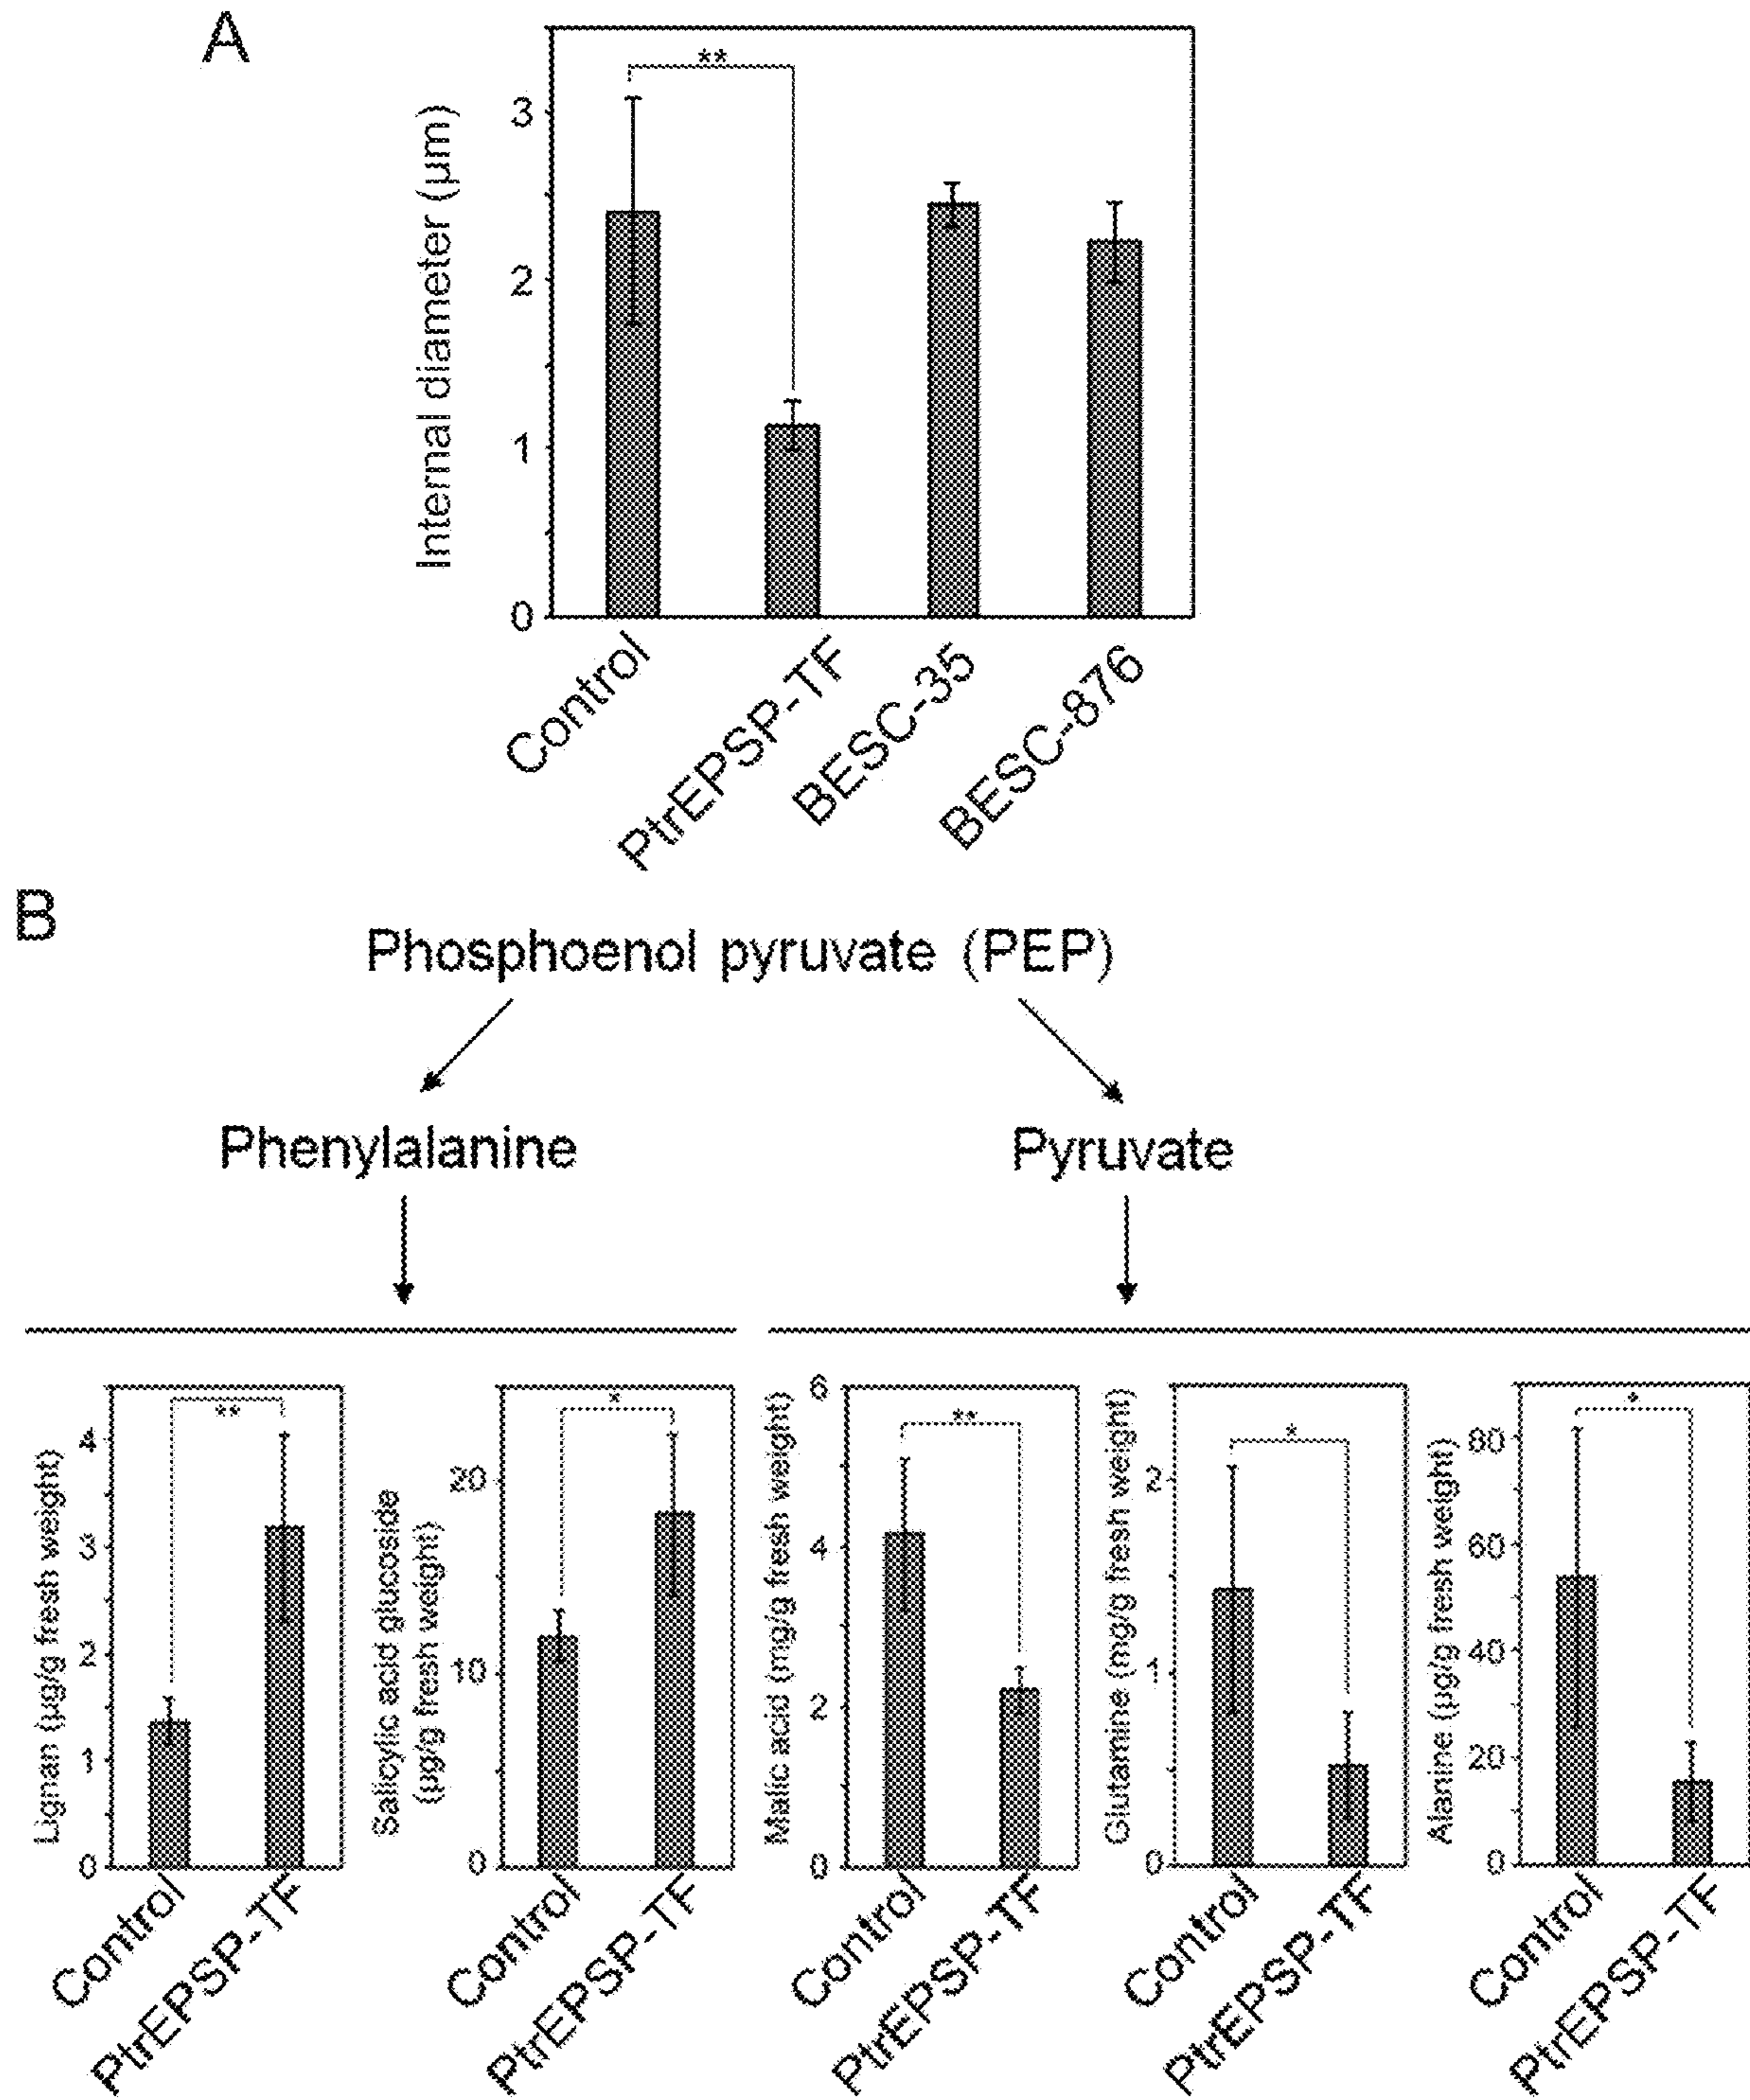 A
**
Internal diameter (µm)
3
2
1
0
Control
PtrEPSP-TF
BESC-35
BESC-876
B
Phosphoenol pyruvate (PEP)
Phenylalanine
Pyruvate
Lignan (µg/g fresh weight)
4
3
2
1
0
**
Control
PtrEPSP-TF
Salicylic acid glucoside
(µg/g fresh weight)
20
10
0
*
Control
PtrEPSP-TF
Malic acid (mg/g fresh weight)
6
4
2
0
**
Control
PtrEPSP-TF
Glutamine (mg/g fresh weight)
2
1
0
*
Control
PtrEPSP-TF
Alanine (µg/g fresh weight)
80
60
40
20
0
*
Control
PtrEPSP-TF